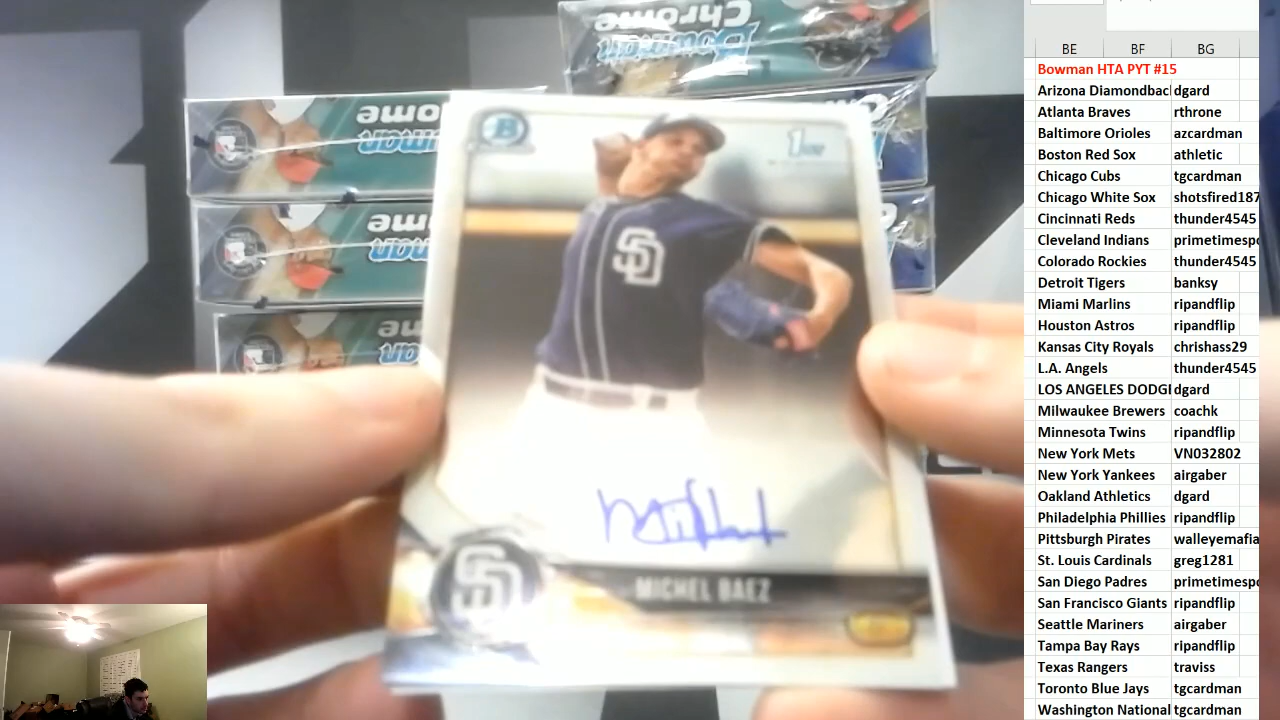 Chrome
Bowman
1st
SD
MICHEL BAEZ
SD
BE BF BG
Bowman HTA PYT #15
Arizona Diamondbac dgard
Atlanta Braves rthrone
Baltimore Orioles azcardman
Boston Red Sox athletic
Chicago Cubs tgcardman
Chicago White Sox shotsfired187
Cincinnati Reds thunder4545
Cleveland Indians primetimespo
Colorado Rockies thunder4545
Detroit Tigers banksy
Miami Marlins ripandflip
Houston Astros ripandflip
Kansas City Royals chrishass29
L.A. Angels thunder4545
LOS ANGELES DODG dgard
Milwaukee Brewers coachk
Minnesota Twins ripandflip
New York Mets VN032802
New York Yankees airgaber
Oakland Athletics dgard
Philadelphia Phillies ripandflip
Pittsburgh Pirates walleyemafia
St. Louis Cardinals greg1281
San Diego Padres primetimespo
San Francisco Giants ripandflip
Seattle Mariners airgaber
Tampa Bay Rays ripandflip
Texas Rangers traviss
Toronto Blue Jays tgcardman
Washington National tgcardman